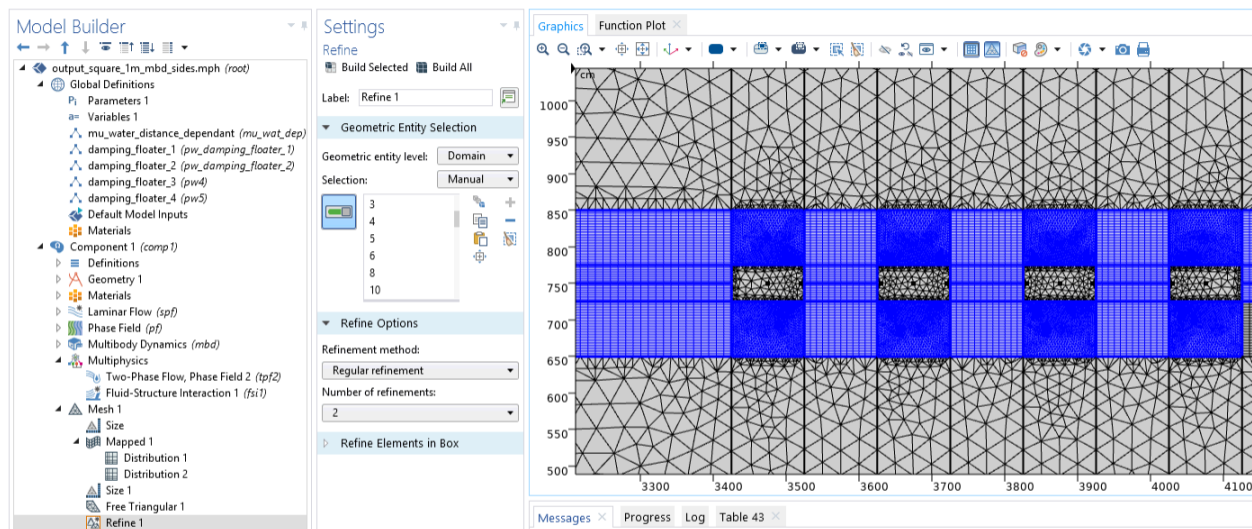 Model Builder
output_square_1m_mbd_sides.mph (root)
Global Definitions
Pi Parameters 1
a= Variables 1
mu_water_distance_dependant (mu_wat_dep)
damping_floater_1 (pw_damping_floater_1)
damping_floater_2 (pw_damping_floater_2)
damping_floater_3 (pw4)
damping_floater_4 (pw5)
Default Model Inputs
Materials
Component 1 (comp1)
Definitions
Geometry 1
Materials
Laminar Flow (spf)
Phase Field (pf)
Multibody Dynamics (mbd)
Multiphysics
Two-Phase Flow, Phase Field 2 (tpf2)
Fluid-Structure Interaction 1 (fsi1)
Mesh 1
Size
Mapped 1
Distribution 1
Distribution 2
Size 1
Free Triangular 1
Refine 1
Settings
Refine
Build Selected Build All
Label: Refine 1
Geometric Entity Selection
Geometric entity level: Domain
Selection: Manual
3
4
5
6
8
10
Refine Options
Refinement method:
Regular refinement
Number of refinements:
2
Refine Elements in Box
Graphics Function Plot
cm
1000
950
900
850
800
750
700
650
600
550
500
3300 3400 3500 3600 3700 3800 3900 4000 4100
Messages Progress Log Table 43